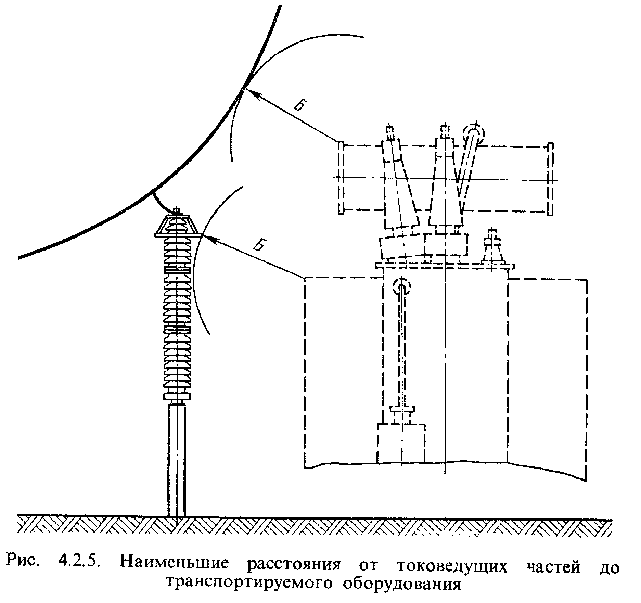 Б
Б
Рис. 4.2.5. Наименьшие расстояния от токоведущих частей до
транспортируемого оборудования